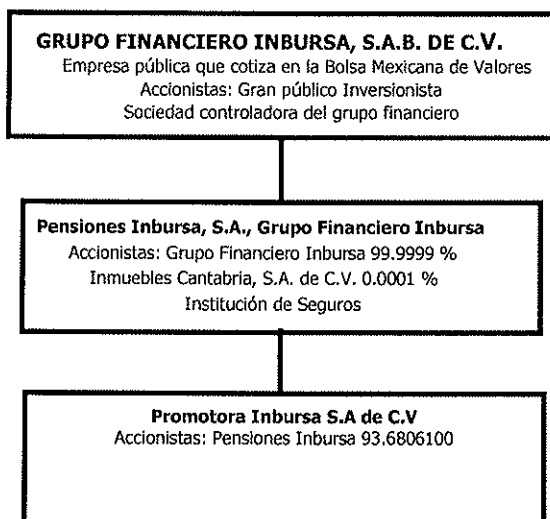 GRUPO FINANCIERO INBURSA, S.A.B. DE C.V.
Empresa pública que cotiza en la Bolsa Mexicana de Valores
Accionistas: Gran público Inversionista
Sociedad controladora del grupo financiero
Pensiones Inbursa, S.A., Grupo Financiero Inbursa
Accionistas: Grupo Financiero Inbursa 99.9999 %
Inmuebles Cantabria, S.A. de C.V. 0.0001 %
Institución de Seguros
Promotora Inbursa S.A de C.V
Accionistas: Pensiones Inbursa 93.6806100